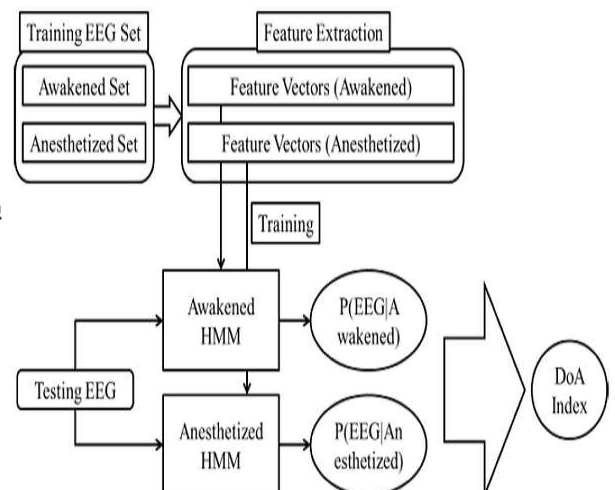 Training EEG Set
Feature Extraction
Awakened Set
Feature Vectors (Awakened)
Anesthetized Set
Feature Vectors (Anesthetized)
Training
Awakened
HMM
P(EEG|A
wakened)
Testing EEG
DoA
Index
Anesthetized
HMM
P(EEG|An
esthetized)